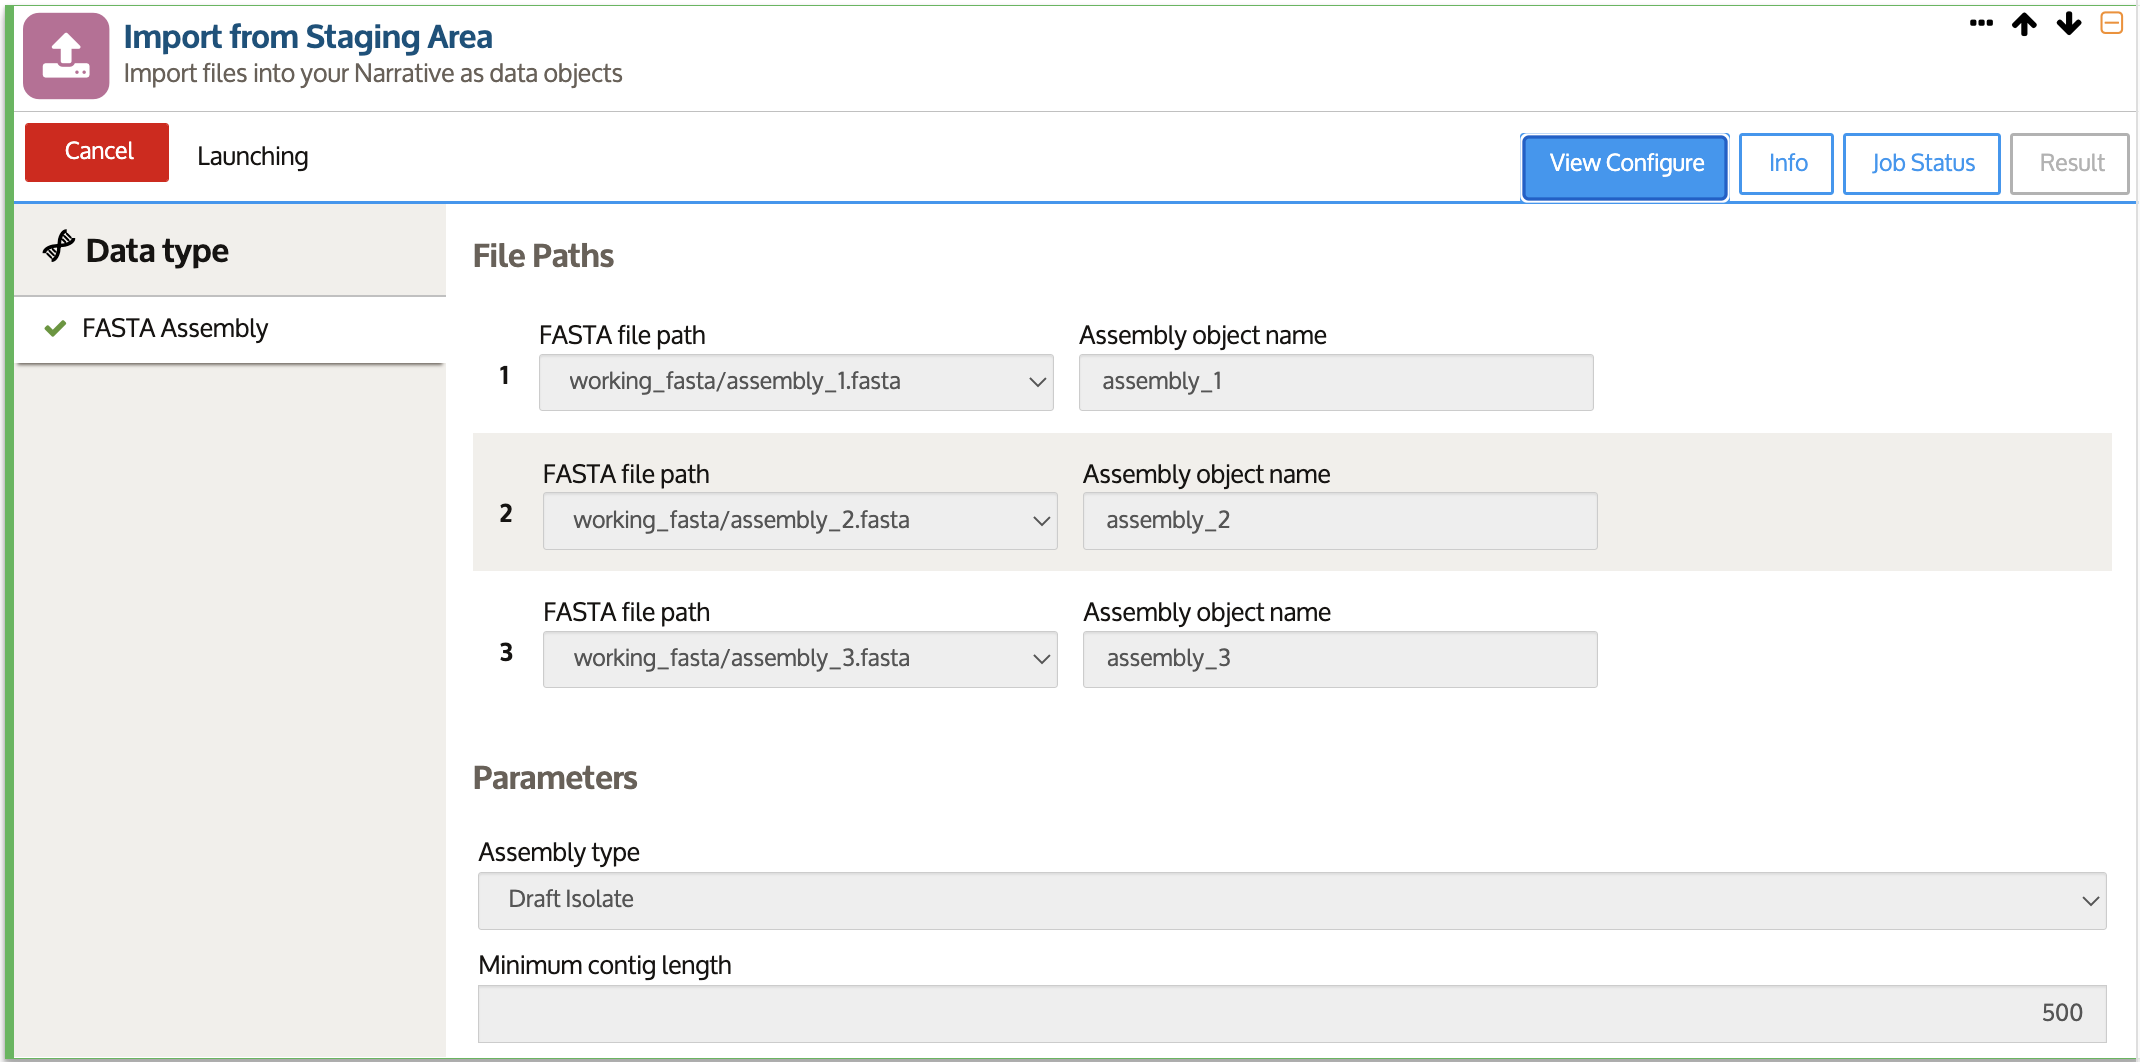 Import from Staging Area
Import files into your Narrative as data objects
Cancel
Launching
View Configure
Info
Job Status
Result
Data type
FASTA Assembly
File Paths
FASTA file path
Assembly object name
1
working_fasta/assembly_1.fasta
assembly_1
FASTA file path
Assembly object name
2
working_fasta/assembly_2.fasta
assembly_2
FASTA file path
Assembly object name
3
working_fasta/assembly_3.fasta
assembly_3
Parameters
Assembly type
Draft Isolate
Minimum contig length
500